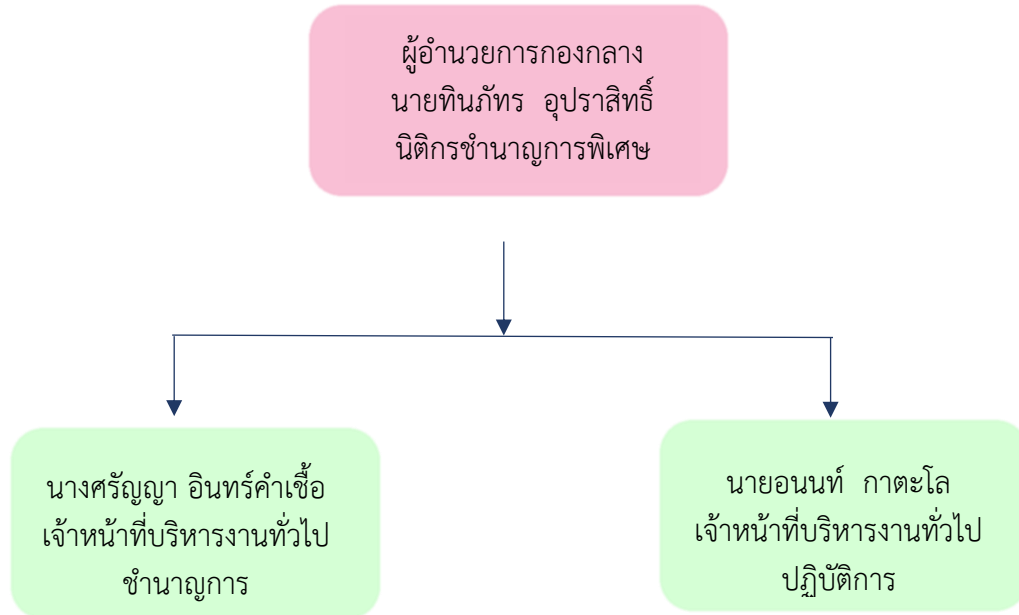 ผู้อำนวยการกองกลาง
นายทินภัทร อุปราสิทธิ์
นิติกรชำนาญการพิเศษ
นางศรัญญา อินทร์คำเชื้อ
เจ้าหน้าที่บริหารงานทั่วไป
ชำนาญการ
นายอนนท์ กาตะโล
เจ้าหน้าที่บริหารงานทั่วไป
ปฏิบัติการ